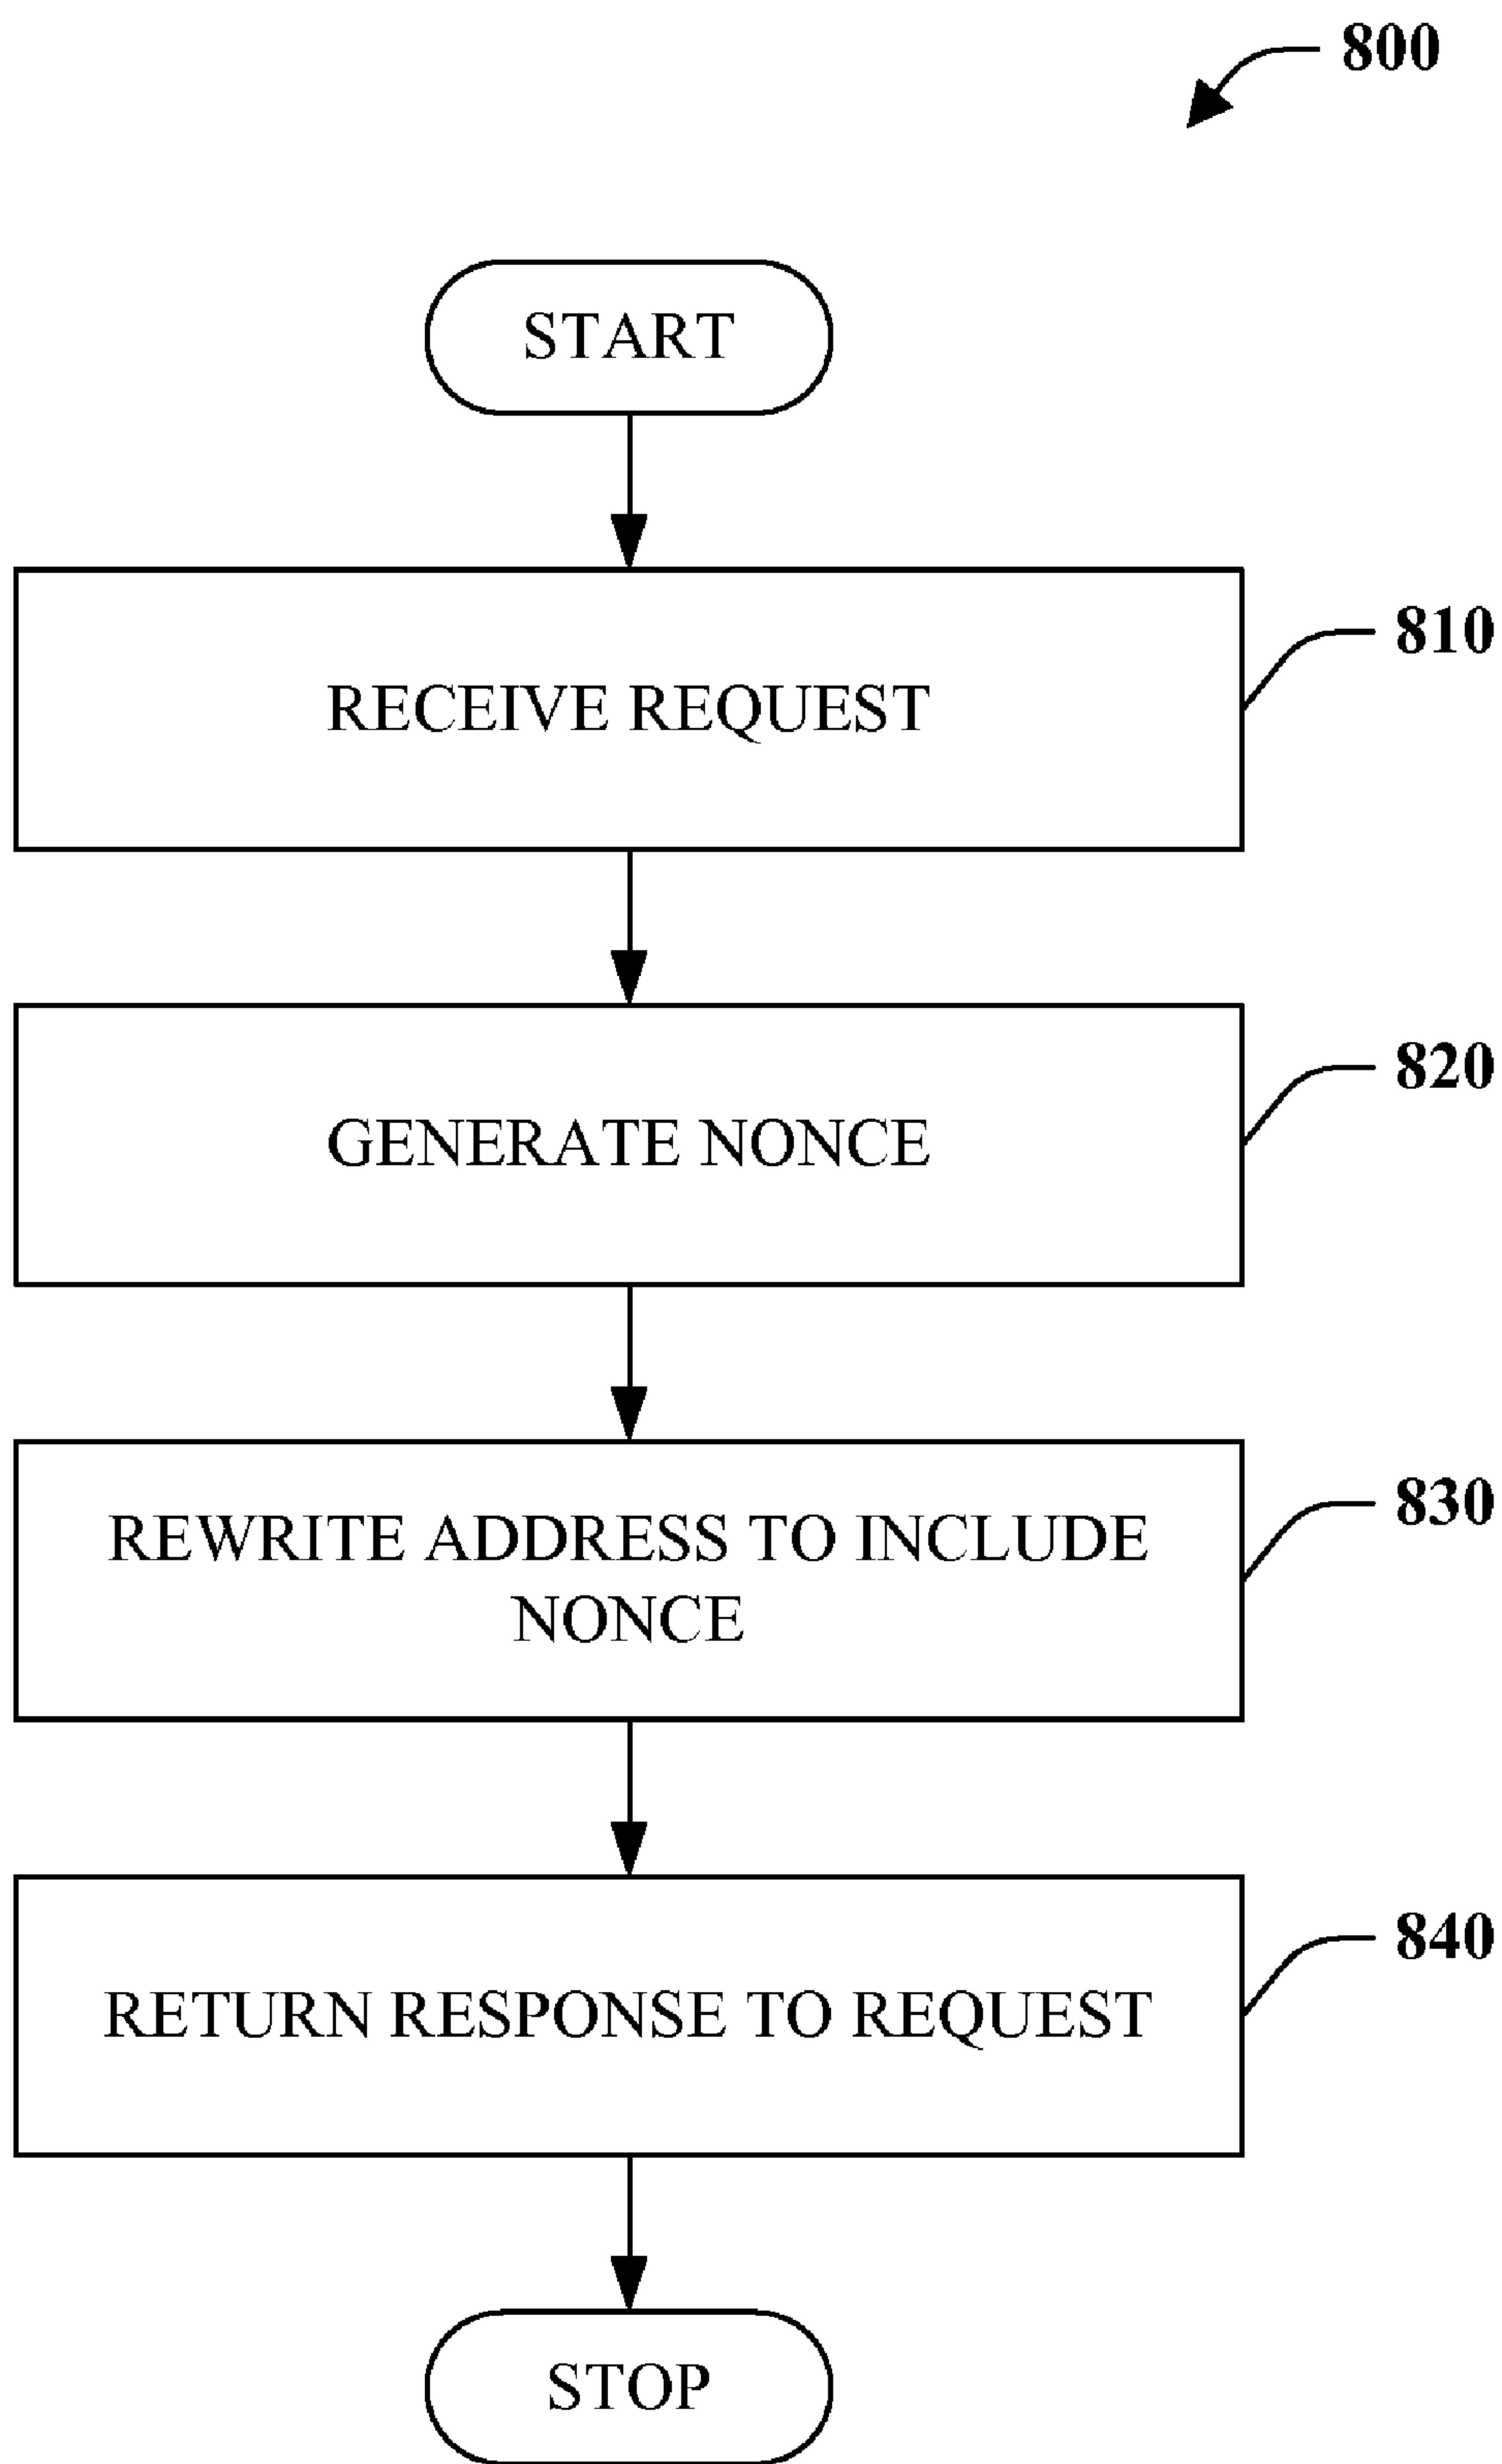 800
START
810
RECEIVE REQUEST
820
GENERATE NONCE
830
REWRITE ADDRESS TO INCLUDE
NONCE
840
RETURN RESPONSE TO REQUEST
STOP